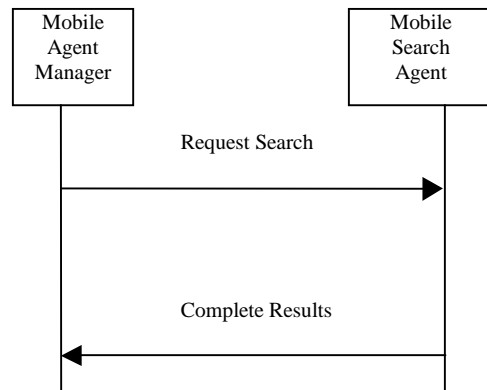 Mobile
Agent
Manager
Mobile
Search
Agent
Request Search
Complete Results